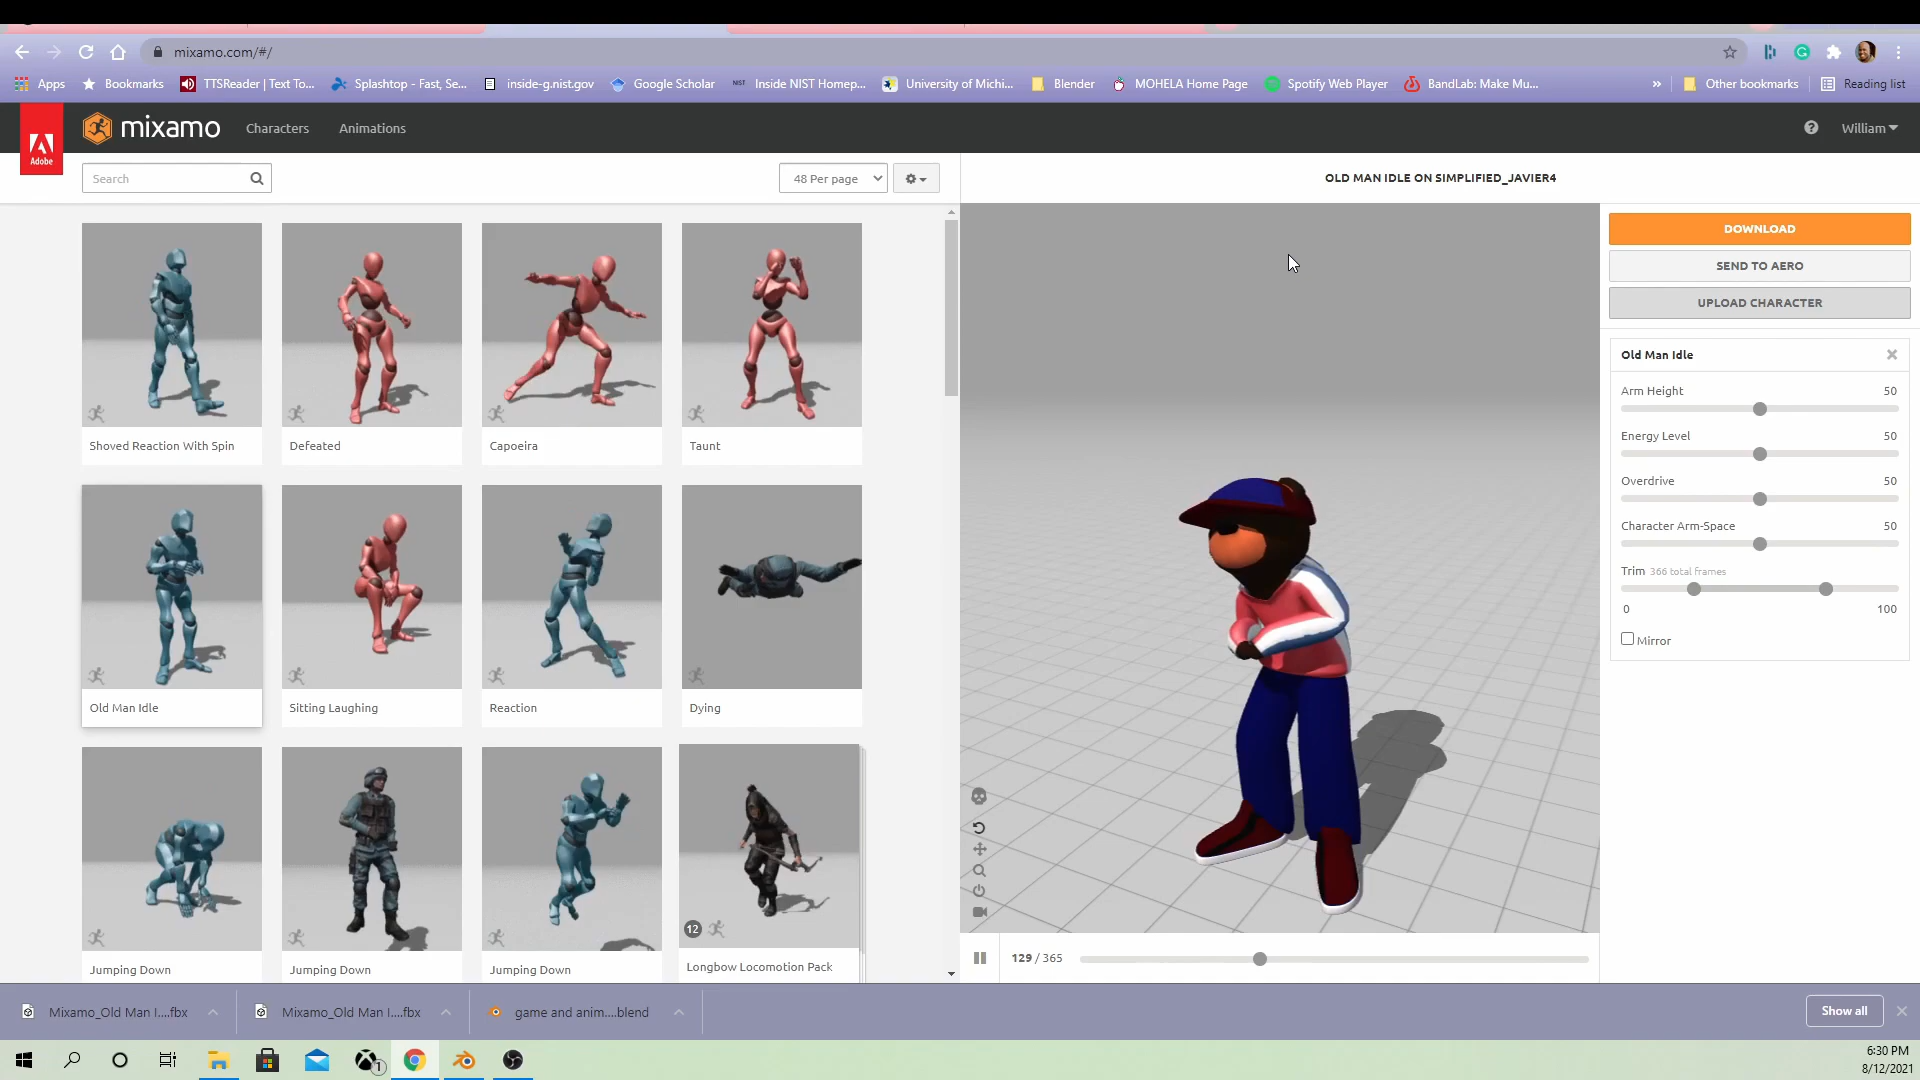 mixamo.com/#/
Apps Bookmarks TTSReader | Text To... Splashtop - Fast, Se... inside-g.nist.gov Google Scholar NIST Inside NIST Homep... University of Michi... Blender MOHELA Home Page Spotify Web Player BandLab: Make Mu... » Other bookmarks Reading list
Adobe
mixamo Characters Animations William
Search
48 Per page
OLD MAN IDLE ON SIMPLIFIED_JAVIER4
DOWNLOAD
SEND TO AERO
UPLOAD CHARACTER
Shoved Reaction With Spin
Defeated
Capoeira
Taunt
Old Man Idle
Arm Height 50
Energy Level 50
Overdrive 50
Character Arm-Space 50
Trim 366 total frames
0 100
Mirror
Old Man Idle
Sitting Laughing
Reaction
Dying
12
Jumping Down
Jumping Down
Jumping Down
Longbow Locomotion Pack
129 / 365
Mixamo_Old Man I....fbx
Mixamo_Old Man I....fbx
game and anim....blend
Show all
1
6:30 PM
8/12/2021